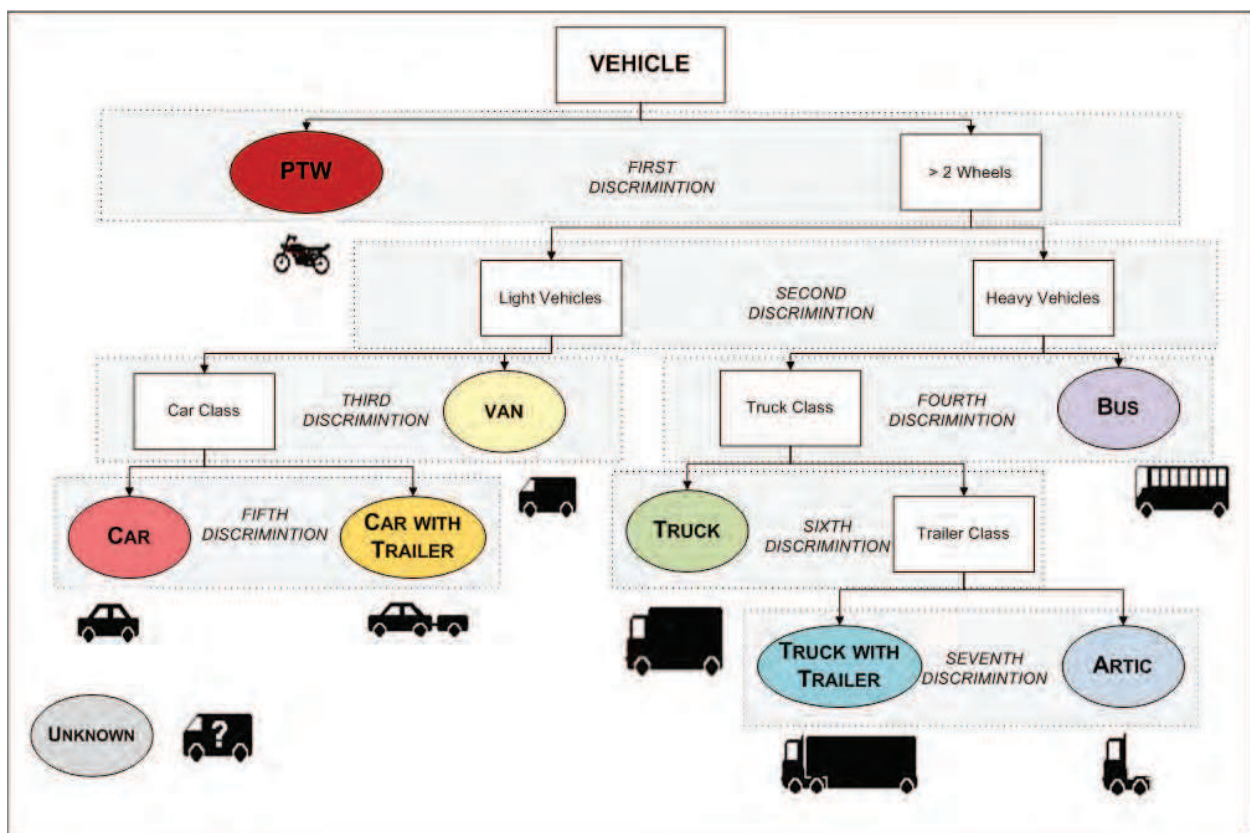 VEHICLE
PTW
FIRST
DISCRIMINTION
> 2 Wheels
Light Vehicles
SECOND
DISCRIMINTION
Heavy Vehicles
Car Class
THIRD
DISCRIMINTION
VAN
Truck Class
FOURTH
DISCRIMINTION
BUS
CAR
FIFTH
DISCRIMINTION
CAR WITH
TRAILER
TRUCK
SIXTH
DISCRIMINTION
Trailer Class
TRUCK WITH
TRAILER
SEVENTH
DISCRIMINTION
ARTIC
UNKNOWN
?